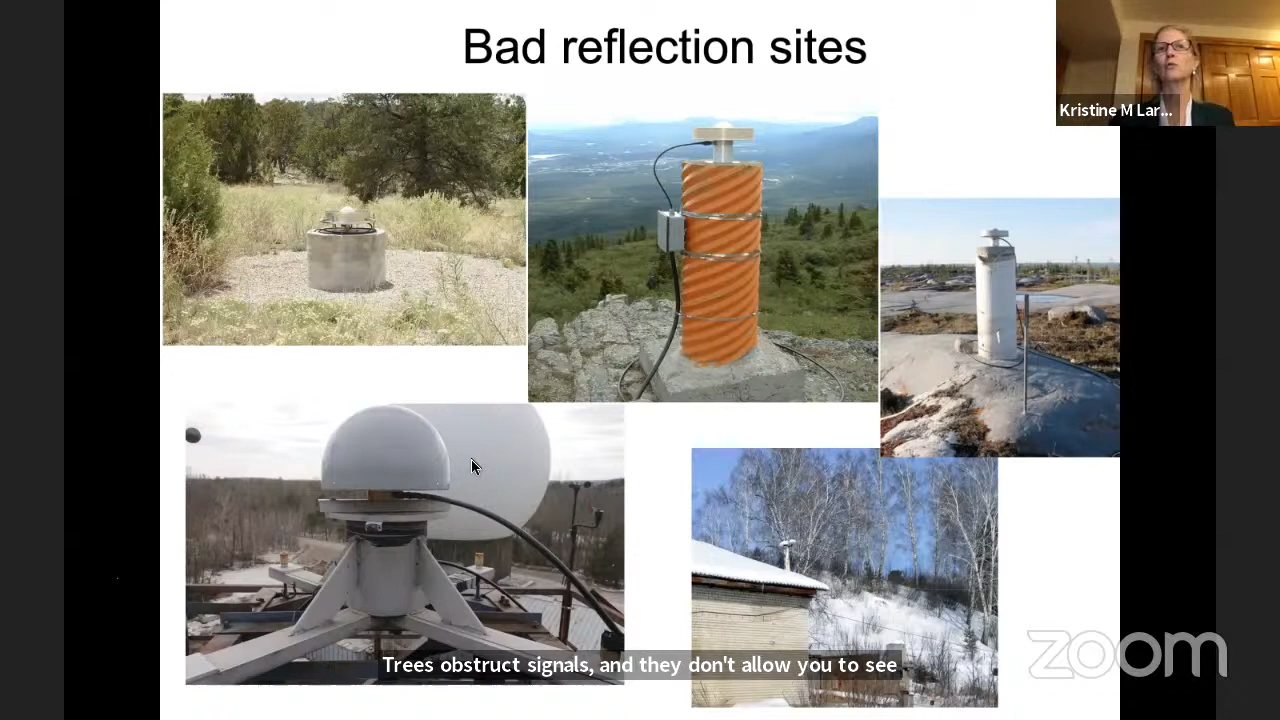 Bad reflection sites
Kristine M Lar...
Trees obstruct signals, and they don't allow you to see
zoom